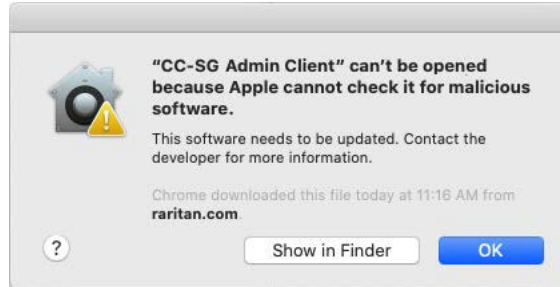 “CC-SG Admin Client” can’t be opened
because Apple cannot check it for malicious
software.
This software needs to be updated. Contact the
developer for more information.
Chrome downloaded this file today at 11:16 AM from
raritan.com.
?
Show in Finder
OK